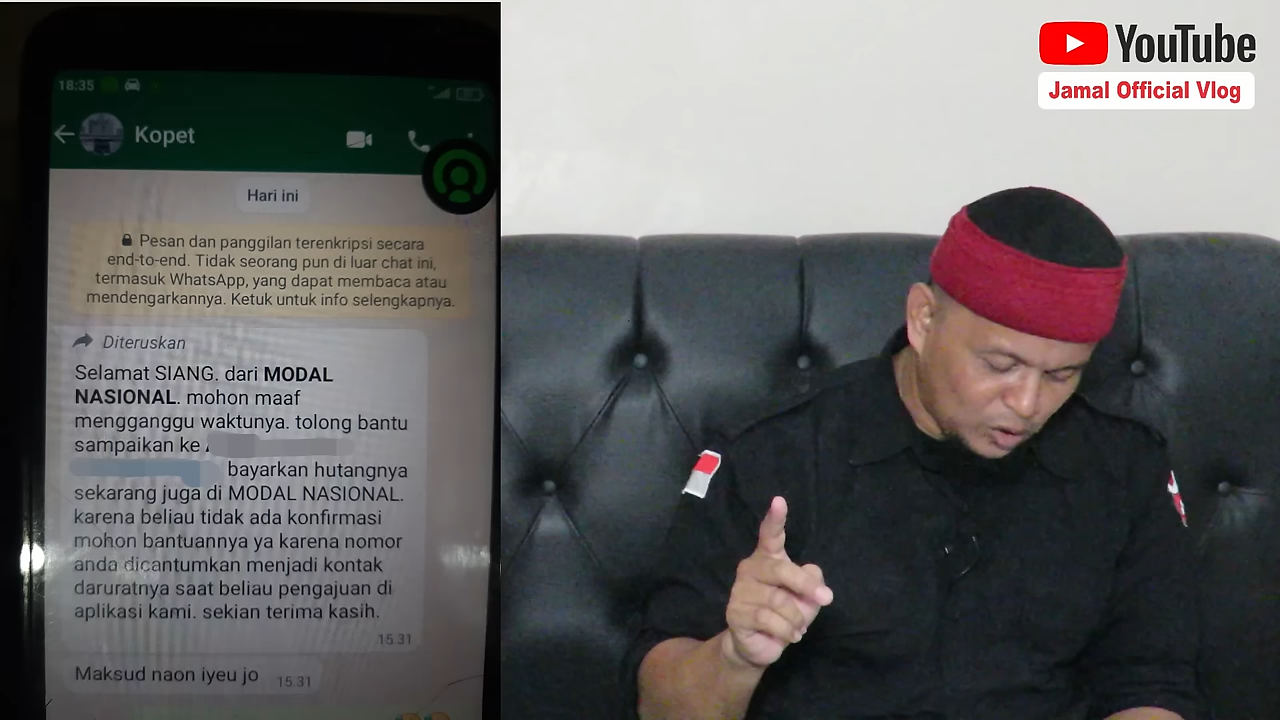 18:35
Kopet
Hari ini
Pesan dan panggilan terenkripsi secara
end-to-end. Tidak seorang pun di luar chat ini,
termasuk WhatsApp, yang dapat membaca atau
mendengarkannya. Ketuk untuk info selengkapnya.
Diteruskan
Selamat SIANG. dari MODAL
NASIONAL. mohon maaf
mengganggu waktunya. tolong bantu
sampaikan ke
bayarkan hutangnya
sekarang juga di MODAL NASIONAL.
karena beliau tidak ada konfirmasi
mohon bantuannya ya karena nomor
anda dicantumkan menjadi kontak
daruratnya saat beliau pengajuan di
aplikasi kami. sekian terima kasih.
15.31
Maksud naon iyeu jo 15.31
YouTube
Jamal Official Vlog